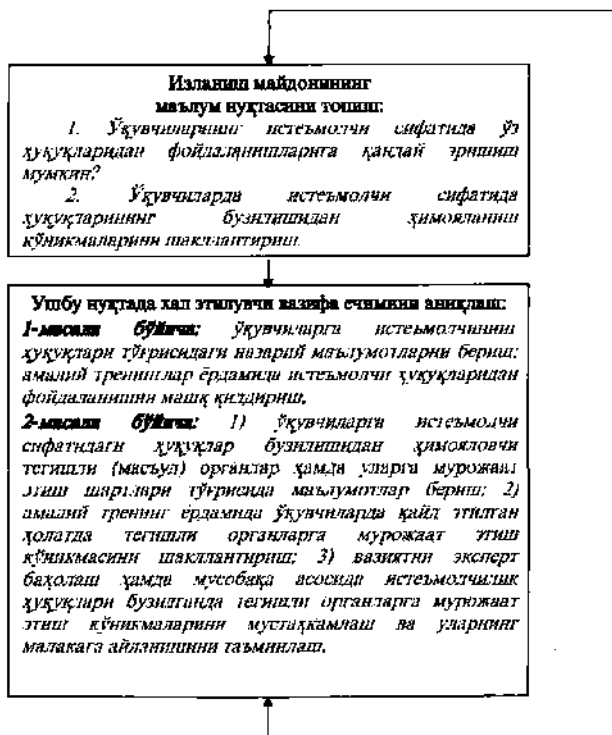 Изланиш майдонининг
маълум нуқтасини топиш:
1. Ўқувчиларнинг истеъмолчи сифатида ўз
ҳуқуқларидан фойдаланишларига қандай эришиш
мумкин?
2. Ўқувчиларда истеъмолчи сифатида
ҳуқуқларининг бузилишидан ҳимояланиш
кўникмаларини шакллантириш.
Ушбу нуқтада хал этилувчи вазифа ечимини аниқлаш:
1-масала бўйича: ўқувчиларга истеъмолчининг
ҳуқуқлари тўғрисидаги назарий маълумотларни бериш;
амалий тренинглар ёрдамида истеъмолчи ҳуқуқларидан
фойдаланишни машқ қилдириш.
2-масала бўйича: 1) ўқувчиларга истеъмолчи
сифатидаги ҳуқуқлар бузилишидан ҳимояловчи
тегишли (масъул) органлар ҳамда уларга мурожаат
этиш шартлари тўғрисида маълумотлар бериш; 2)
амалий тренинг ёрдамида ўқувчиларда қайд этилган
ҳолатда тегишли органларга мурожаат этиш
кўникмасини шакллантириш; 3) вазиятни эксперт
баҳолаш ҳамда мусобақа асосида истеъмолчилик
ҳуқуқлари бузилганда тегишли органларга мурожаат
этиш кўникмаларини мустаҳкамлаш ва уларнинг
малакага айланишини таъминлаш.